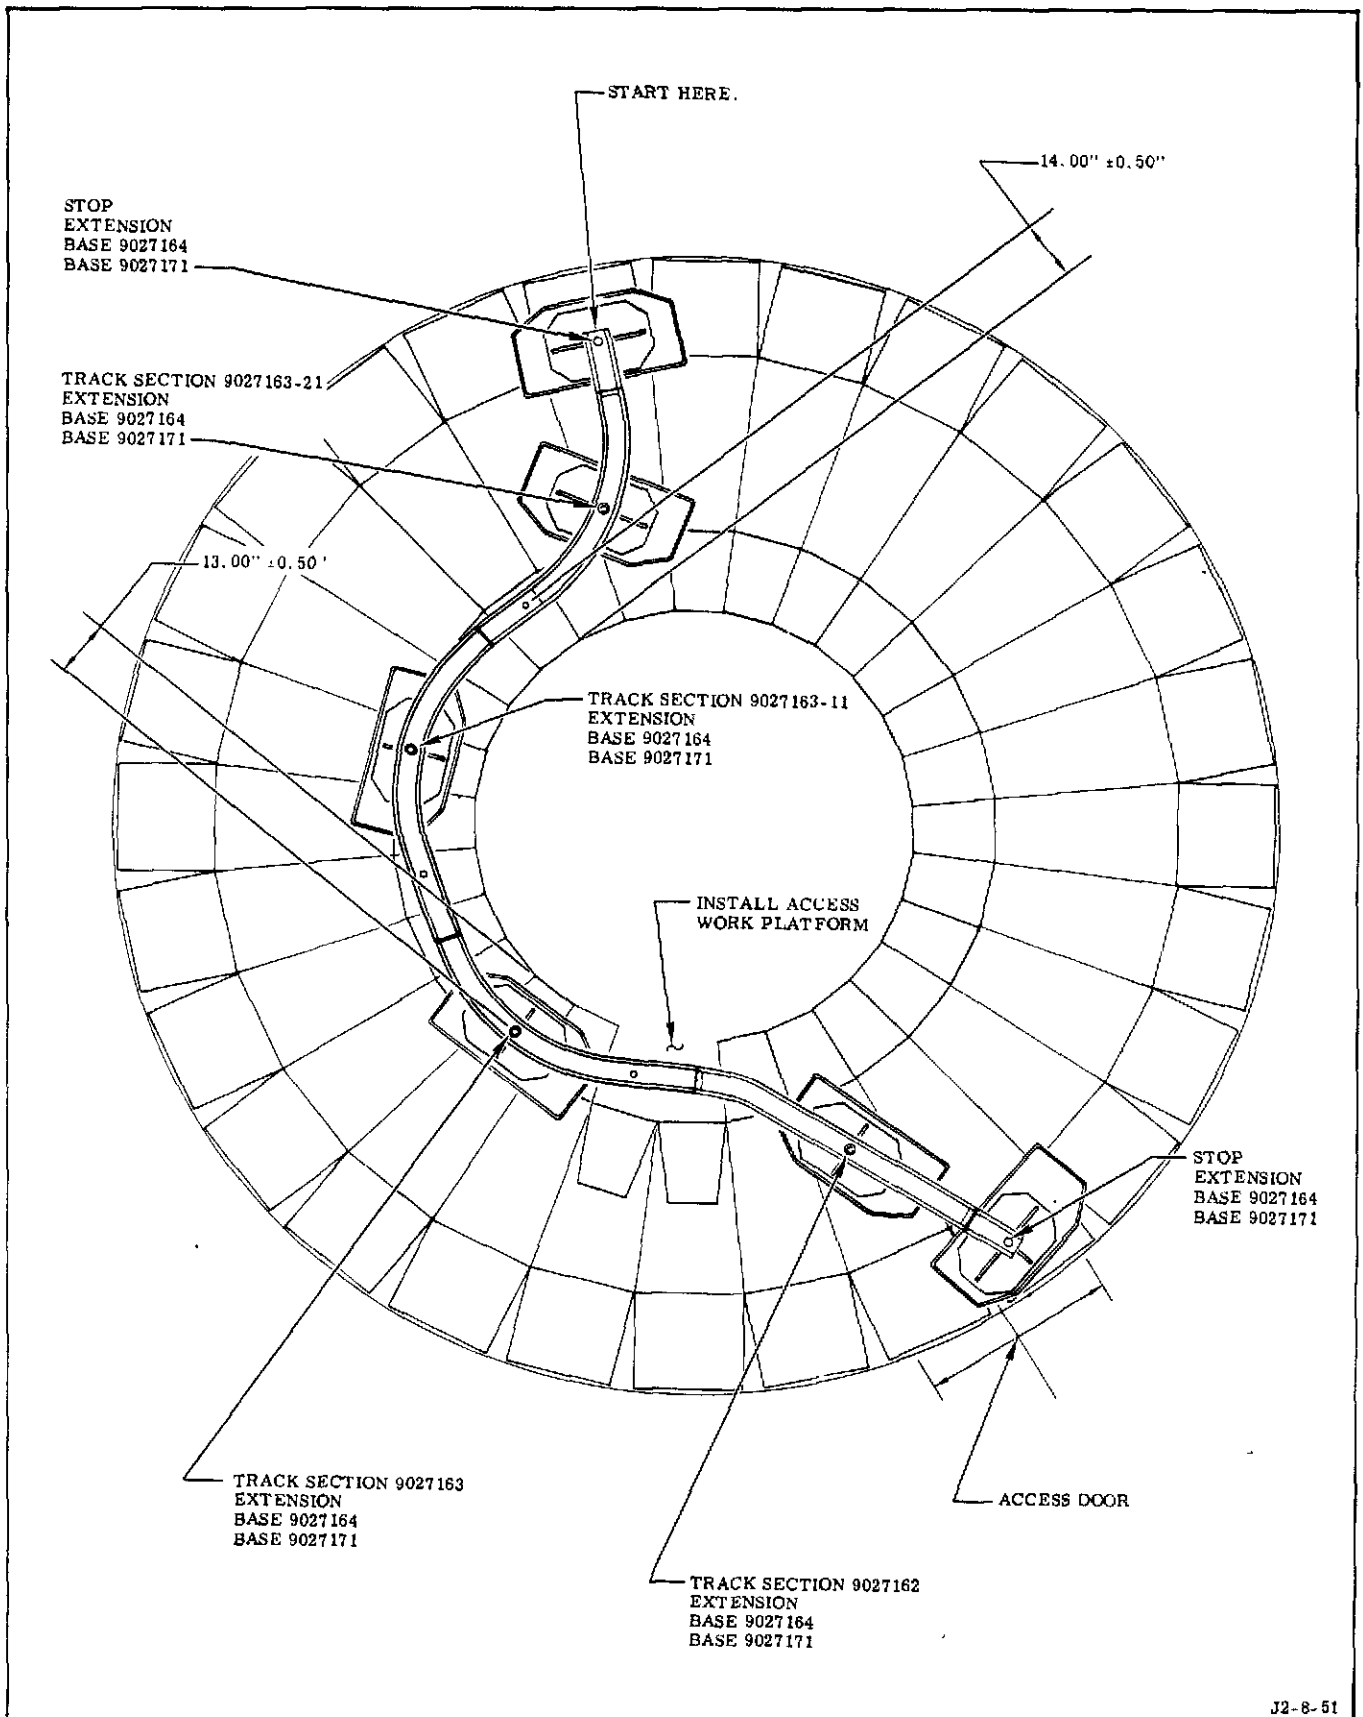 START HERE.
14.00" ±0.50"
STOP
EXTENSION
BASE 9027164
BASE 9027171
TRACK SECTION 9027163-21
EXTENSION
BASE 9027164
BASE 9027171
13.00" ±0.50'
TRACK SECTION 9027163-11
EXTENSION
BASE 9027164
BASE 9027171
INSTALL ACCESS
WORK PLATFORM
STOP
EXTENSION
BASE 9027164
BASE 9027171
TRACK SECTION 9027163
EXTENSION
BASE 9027164
BASE 9027171
ACCESS DOOR
TRACK SECTION 9027162
EXTENSION
BASE 9027164
BASE 9027171
J2-8-51